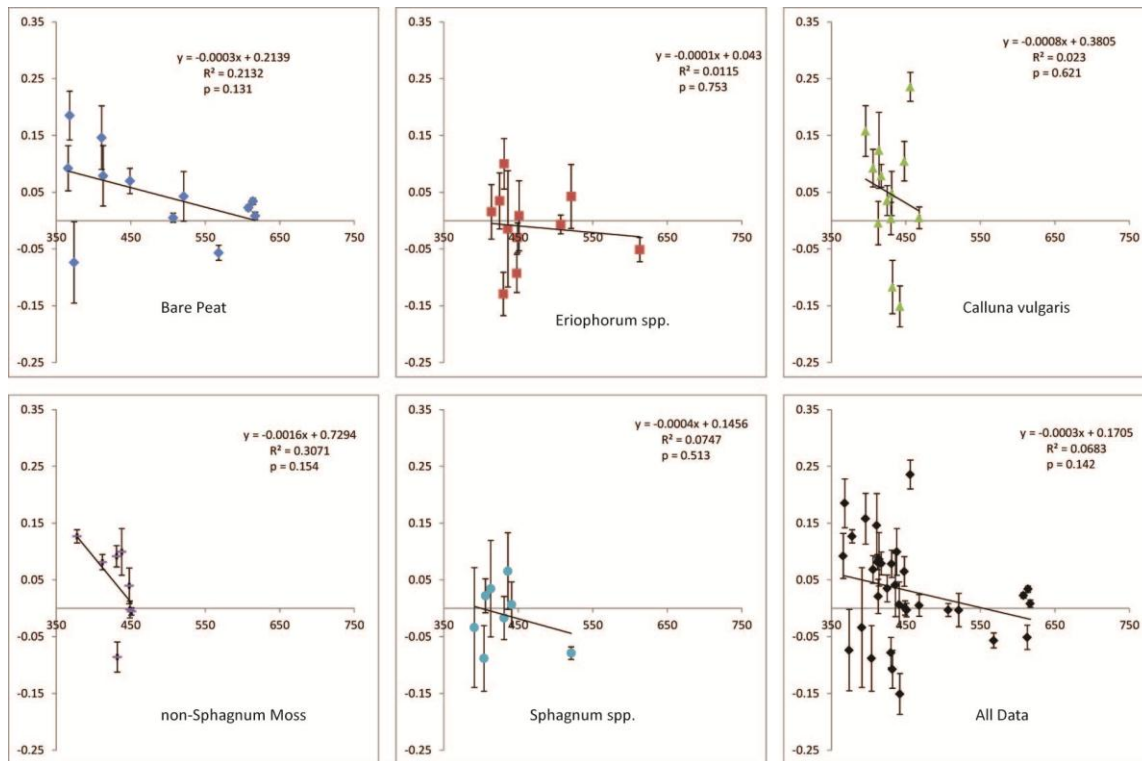 0.35
0.25
0.15
0.05
-0.05
-0.15
-0.25
350 450 550 650 750
y = -0.0003x + 0.2139
R² = 0.2132
p = 0.131
Bare Peat
0.35
0.25
0.15
0.05
-0.05
-0.15
-0.25
350 450 550 650 750
y = -0.0001x + 0.043
R² = 0.0115
p = 0.753
Eriophorum spp.
0.35
0.25
0.15
0.05
-0.05
-0.15
-0.25
350 450 550 650 750
y = -0.0008x + 0.3805
R² = 0.023
p = 0.621
Calluna vulgaris
0.35
0.25
0.15
0.05
-0.05
-0.15
-0.25
350 450 550 650 750
y = -0.0016x + 0.7294
R² = 0.3071
p = 0.154
non-Sphagnum Moss
0.35
0.25
0.15
0.05
-0.05
-0.15
-0.25
350 450 550 650 750
y = -0.0004x + 0.1456
R² = 0.0747
p = 0.513
Sphagnum spp.
0.35
0.25
0.15
0.05
-0.05
-0.15
-0.25
350 450 550 650 750
y = -0.0003x + 0.1705
R² = 0.0683
p = 0.142
All Data